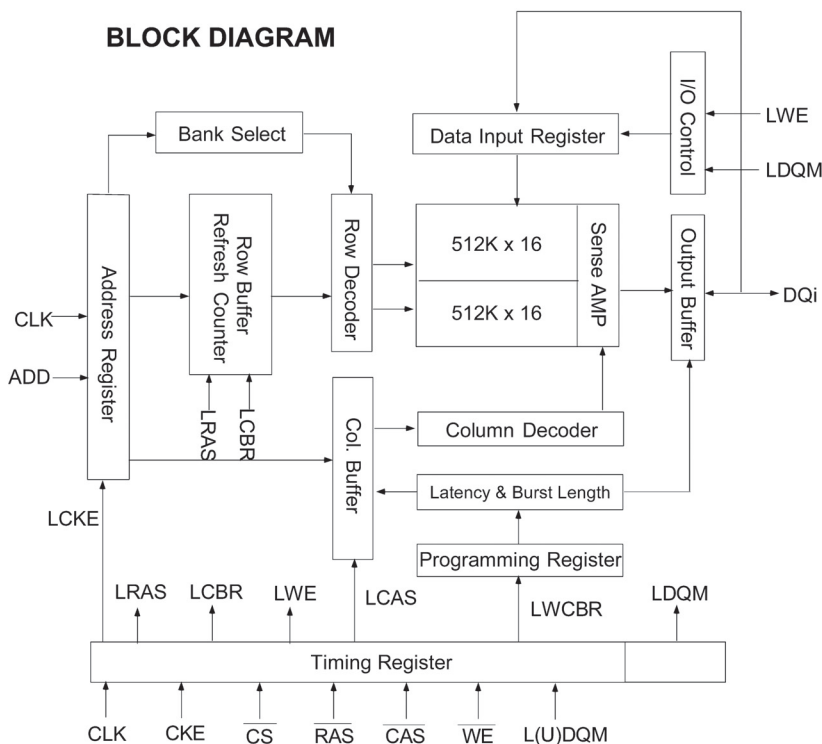 BLOCK DIAGRAM
Bank Select
Data Input Register
I/O Control
LWE
LDQM
Address Register
Row Buffer
Refresh Counter
Row Decoder
512K x 16
512K x 16
Sense AMP
Output Buffer
DQi
CLK
ADD
LRAS
LCBR
Col. Buffer
Column Decoder
Latency & Burst Length
Programming Register
LCKE
LRAS
LCBR
LWE
LCAS
LWCBR
LDQM
Timing Register
CLK
CKE
CS
RAS
CAS
WE
L(U)DQM